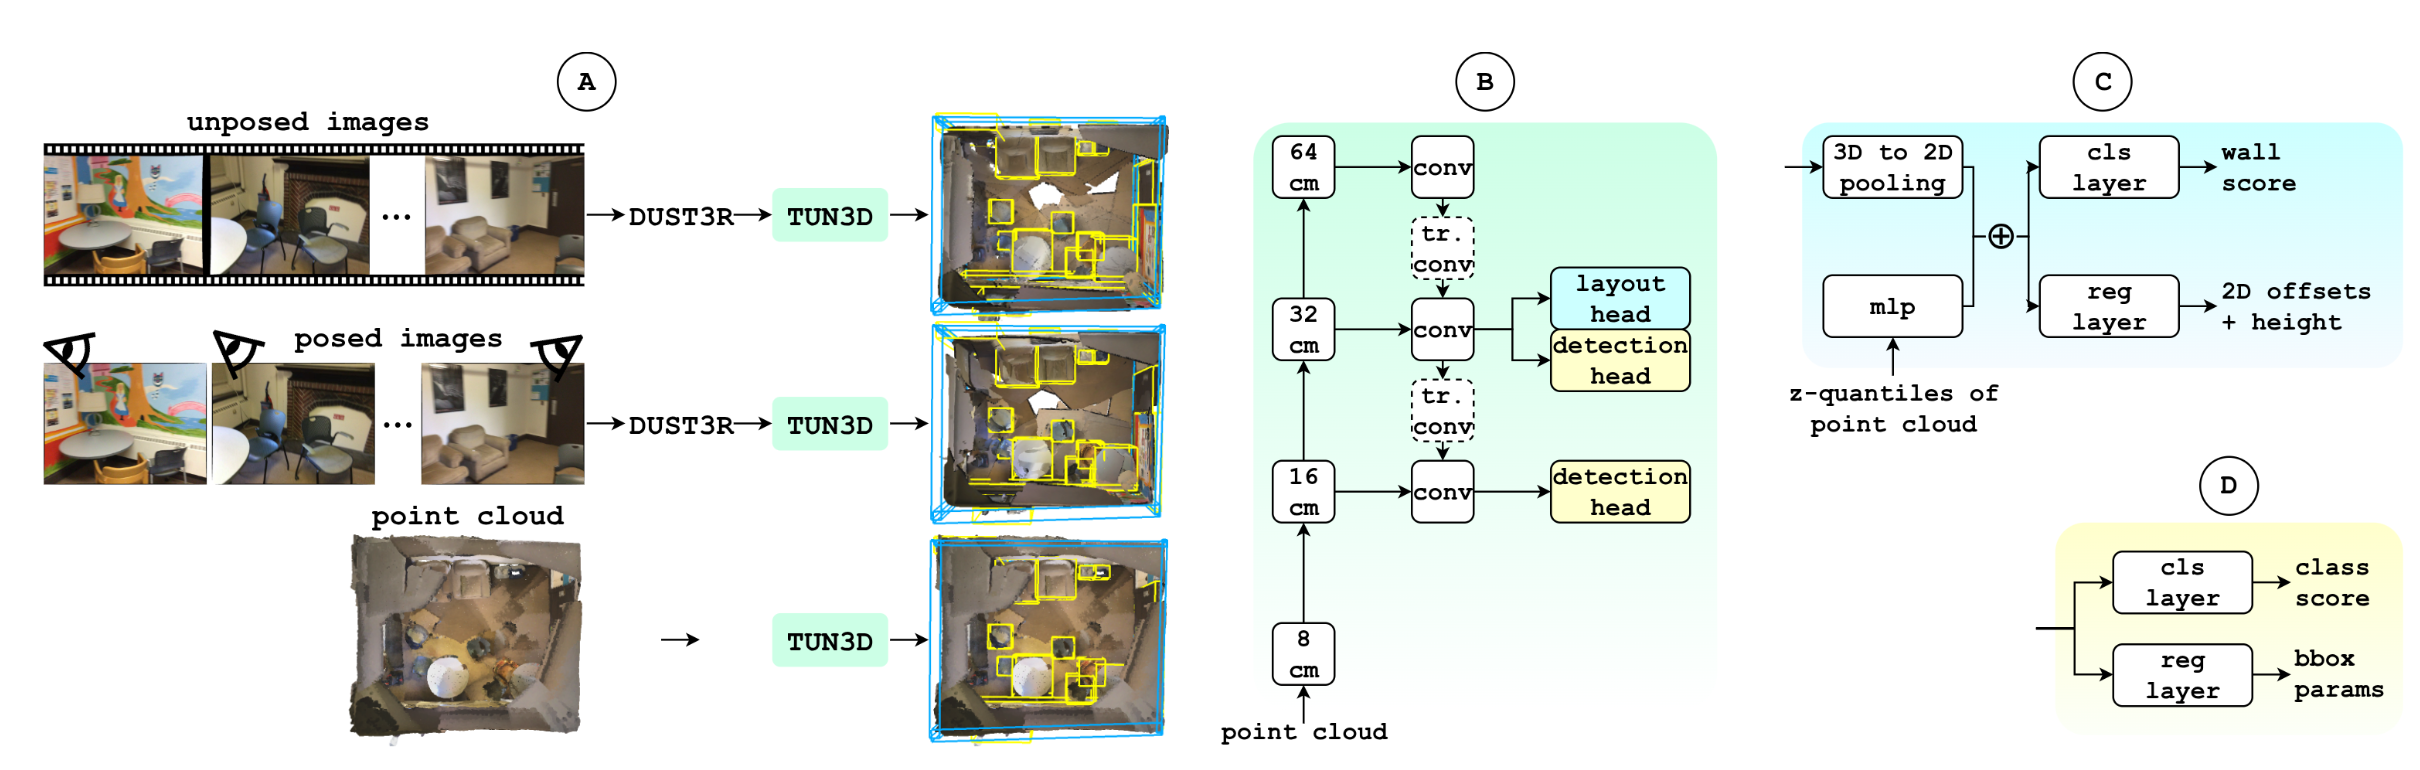 A
unposed images
...
DUST3R
TUN3D
posed images
...
DUST3R
TUN3D
point cloud
TUN3D
B
64
cm
conv
tr.
conv
32
cm
conv
layout
head
detection
head
tr.
conv
16
cm
conv
detection
head
8
cm
point cloud
C
3D to 2D
pooling
cls
layer
wall
score
mlp
reg
layer
2D offsets
+ height
z-quantiles of
point cloud
D
cls
layer
class
score
reg
layer
bbox
params